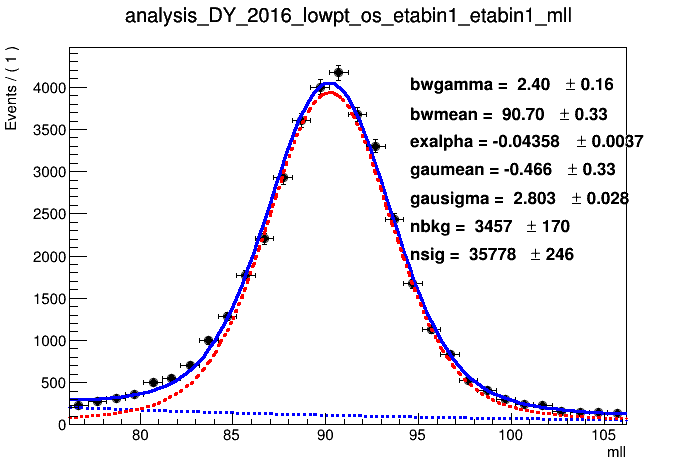 analysis_DY_2016_lowpt_os_etabin1_etabin1_mll
Events / ( 1 )
bwgamma = 2.40 ± 0.16
bwmean = 90.70 ± 0.33
exalpha = -0.04358 ± 0.0037
gaumean = -0.466 ± 0.33
gausigma = 2.803 ± 0.028
nbkg = 3457 ± 170
nsig = 35778 ± 246
4000
3500
3000
2500
2000
1500
1000
500
0
80 85 90 95 100 105
mll